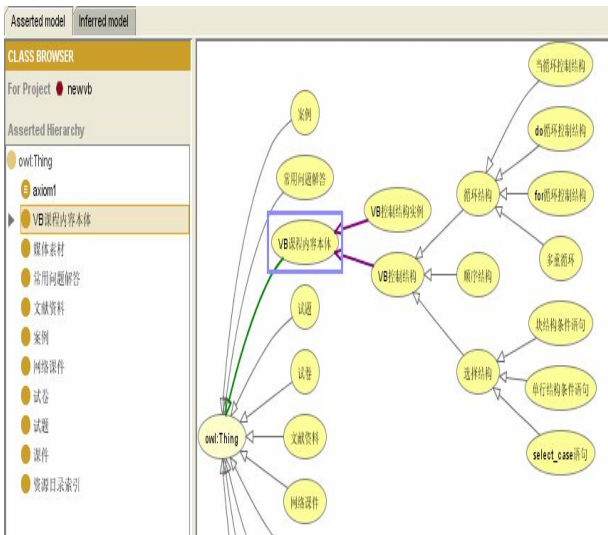 Asserted model
Inferred model
CLASS BROWSER
For Project newvb
Asserted Hierarchy
owl:Thing
axiom1
VB课程内容本体
媒体素材
常用问题解答
文献资料
案例
网络课件
试卷
试题
课件
资源目录索引
案例
常用问题解答
VB课程内容本体
试题
试卷
owl:Thing
文献资料
网络课件
VB控制结构实例
VB控制结构
循环结构
顺序结构
选择结构
当循环控制结构
do循环控制结构
for循环控制结构
多重循环
块结构条件语句
单行结构条件语句
select_case语句